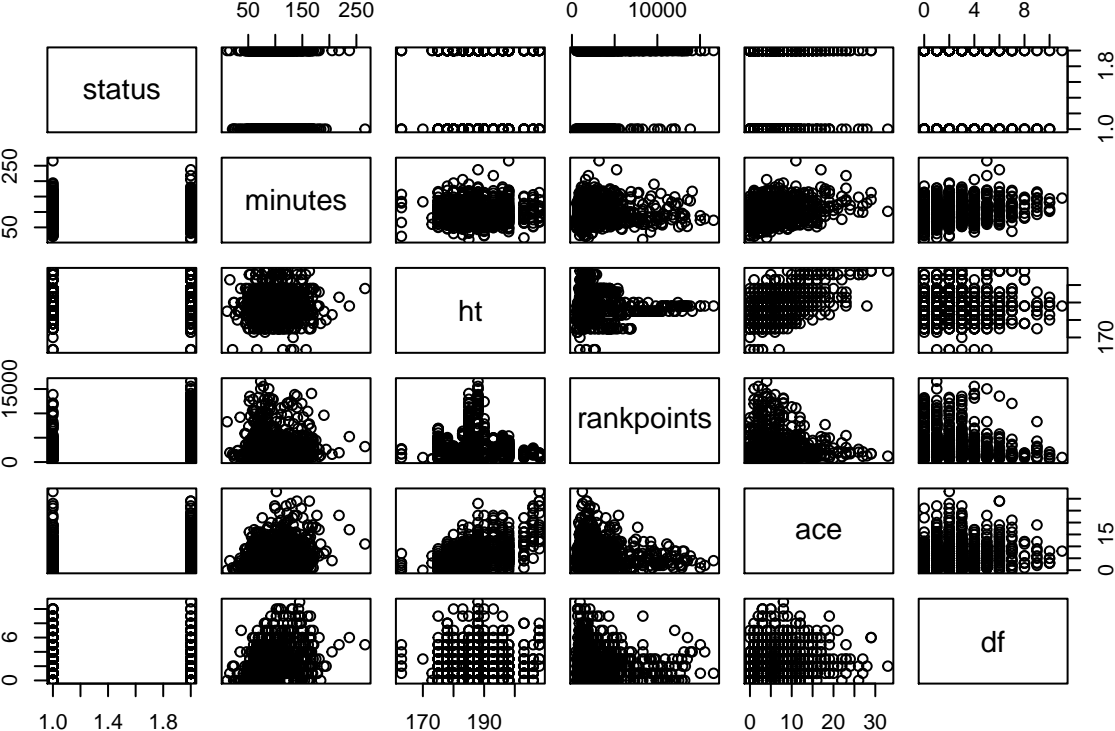 50 150 250 0 10000 0 4 8
status 1.0 1.8
50 250 minutes
ht 170
0 15000 rankpoints
ace 0 15
0 6 df
1.0 1.4 1.8 170 190 0 10 20 30